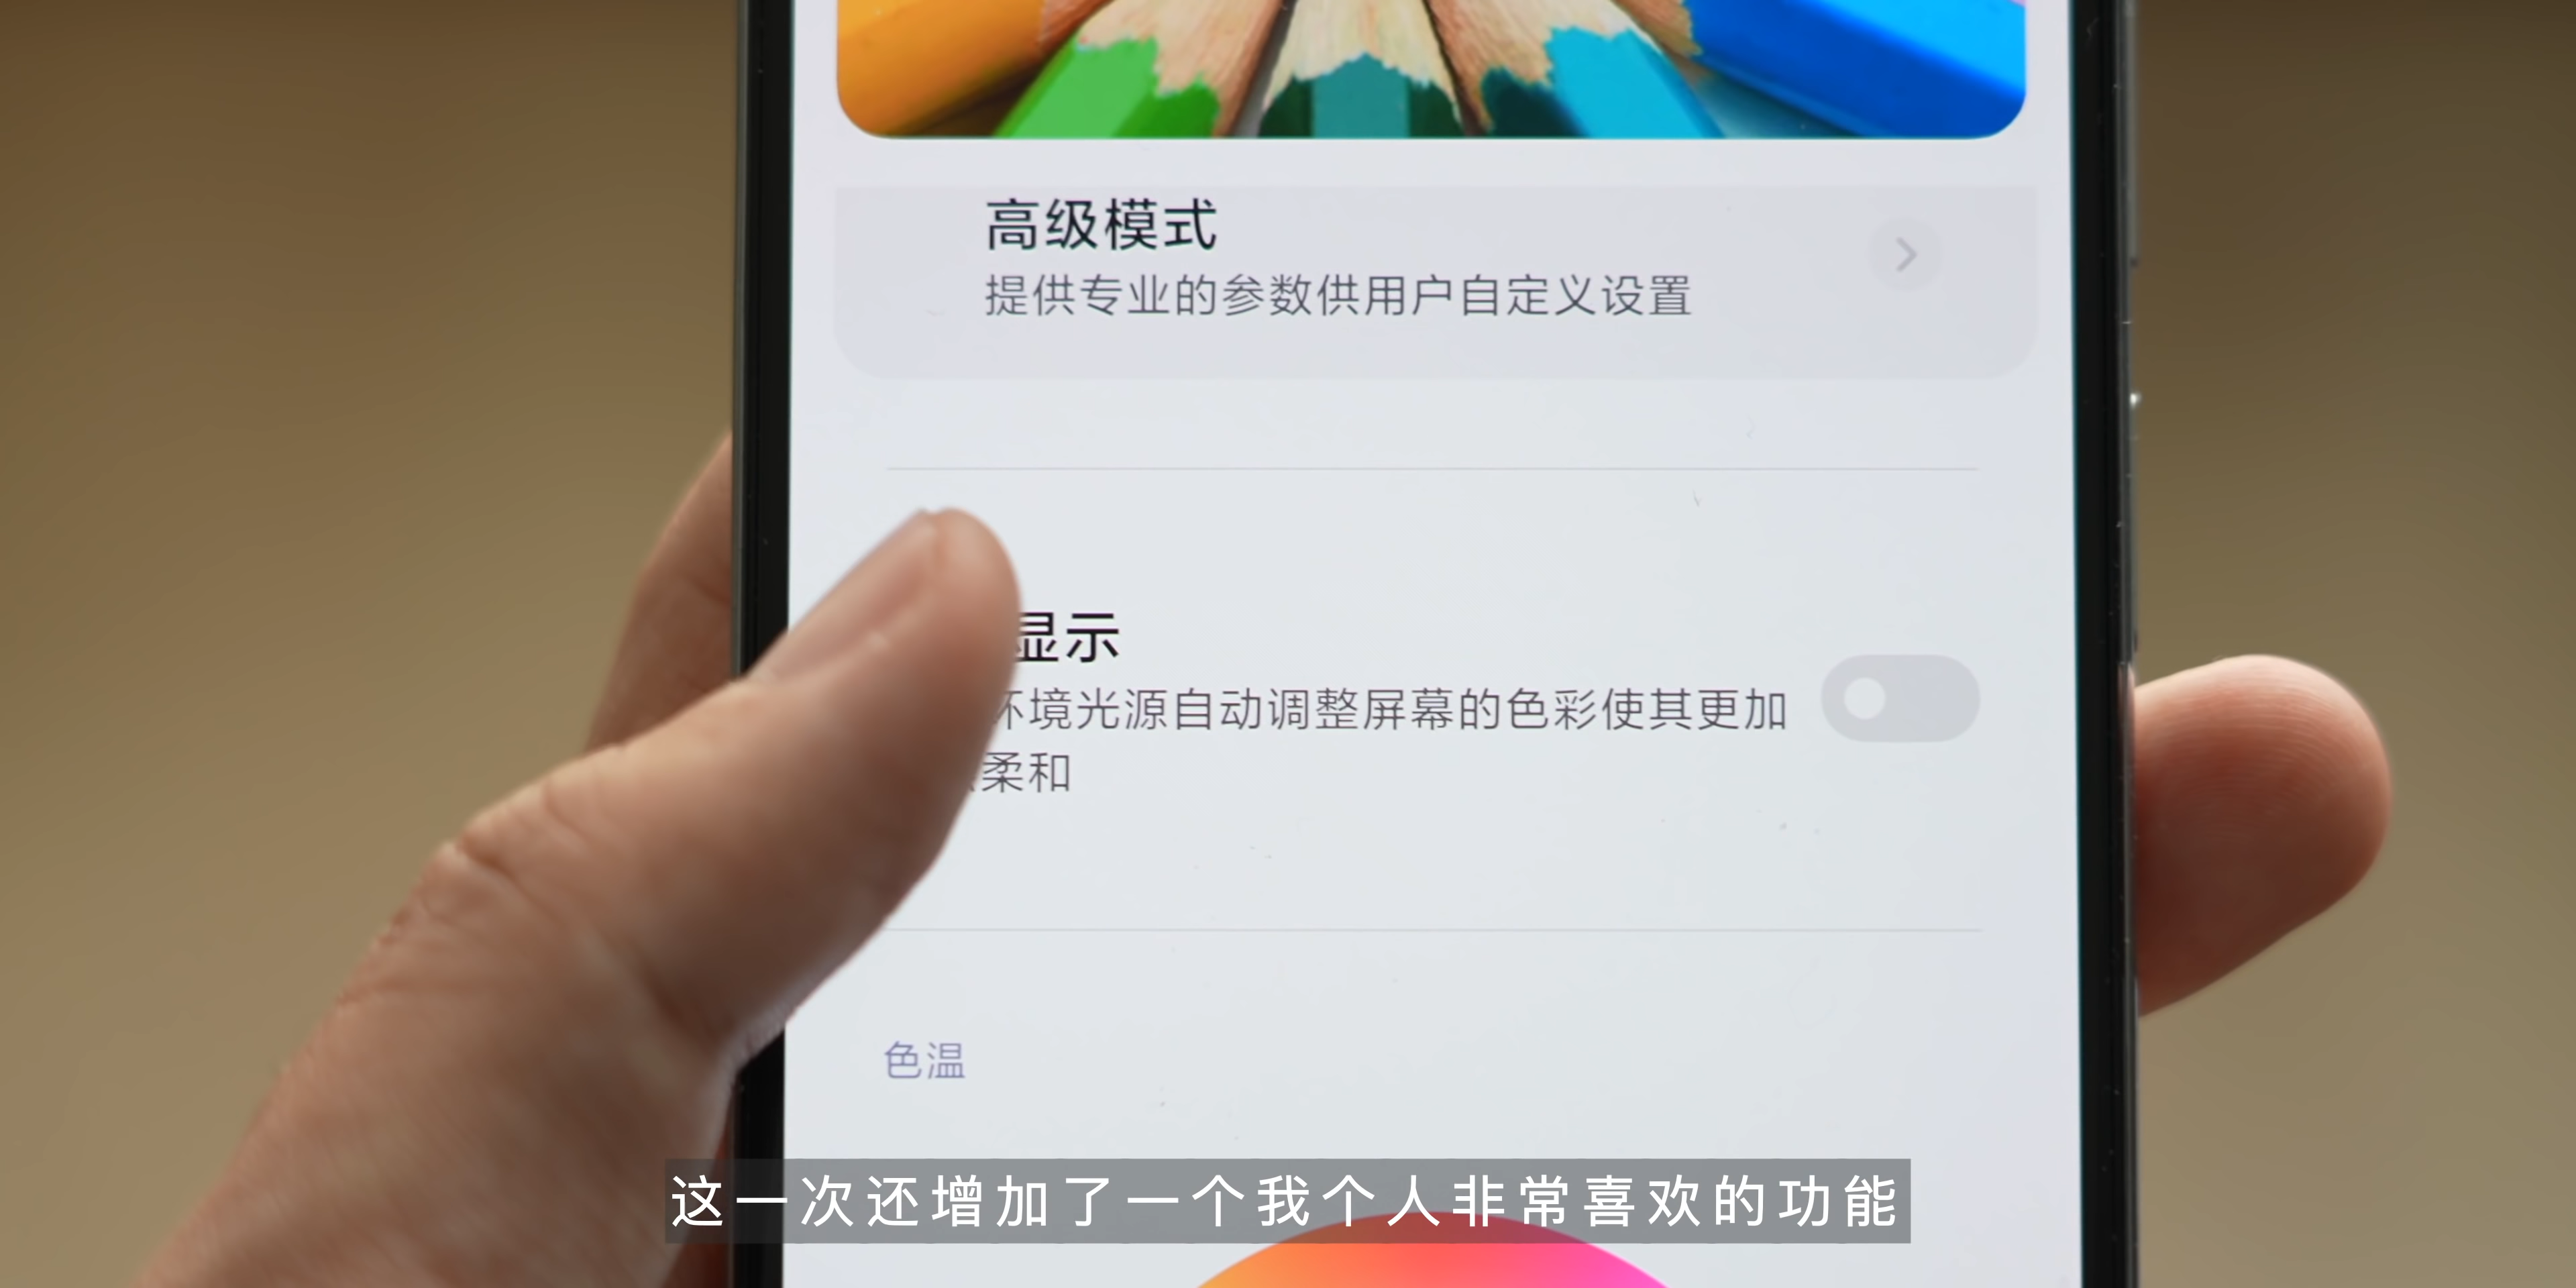 高级模式
提供专业的参数供用户自定义设置
显示
环境光源自动调整屏幕的色彩使其更加
柔和
色温
这一次还增加了一个我个人非常喜欢的功能